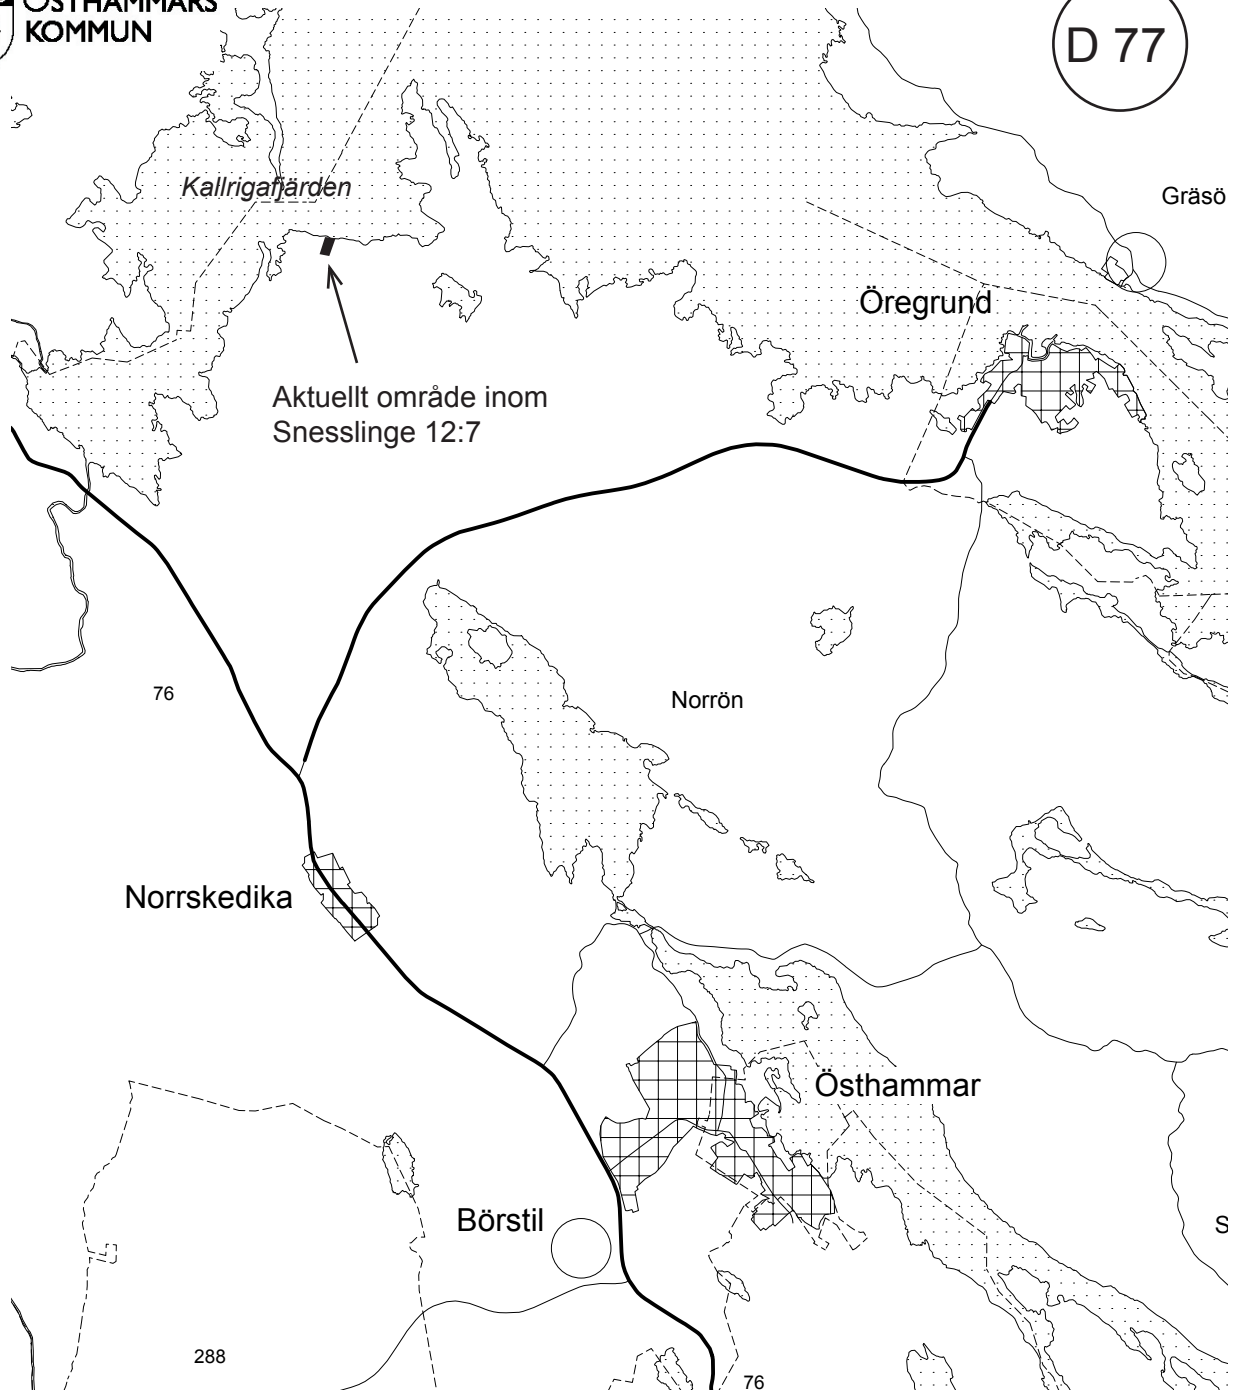 ÖSTHAMMARS
KOMMUN
D 77
Kallrigafjärden
Gräsö
Öregrund
Aktuellt område inom
Snesslinge 12:7
76
Norrön
Norrskedika
Östhammar
Börstil
S
288
76